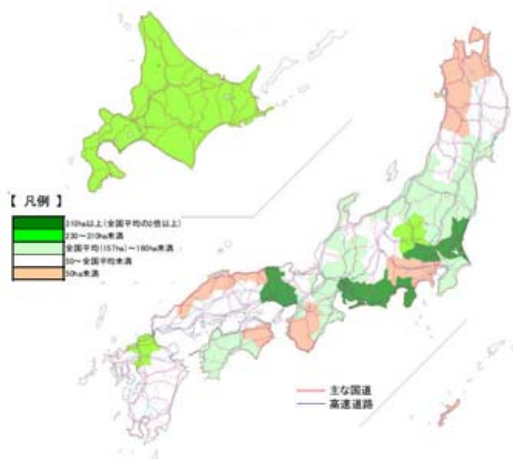 【 凡例 】
310ha以上(全国平均の2倍以上)
230~310ha未満
全国平均(157ha)~160ha未満
50~全国平均未満
50ha未満
主な国道
高速道路